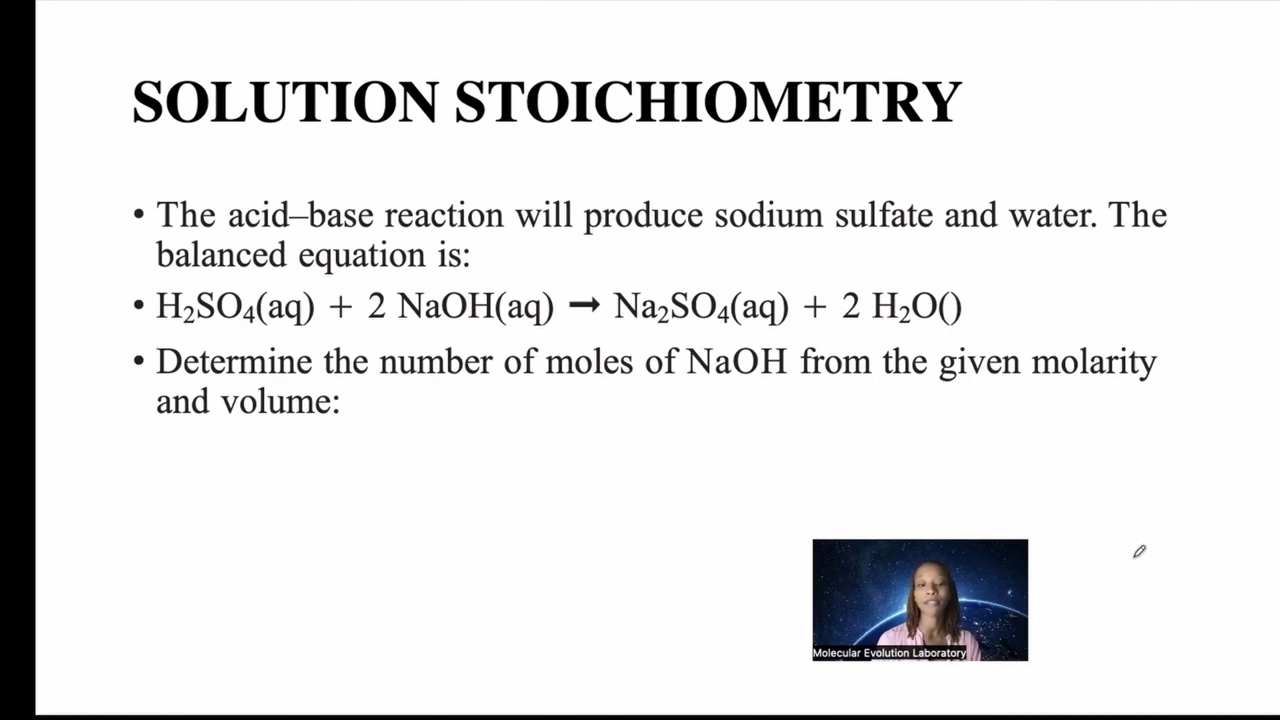 SOLUTION STOICHIOMETRY
• The acid–base reaction will produce sodium sulfate and water. The
balanced equation is:
• H₂SO₄(aq) + 2 NaOH(aq) ➞ Na₂SO₄(aq) + 2 H₂O()
• Determine the number of moles of NaOH from the given molarity
and volume:
Molecular Evolution Laboratory